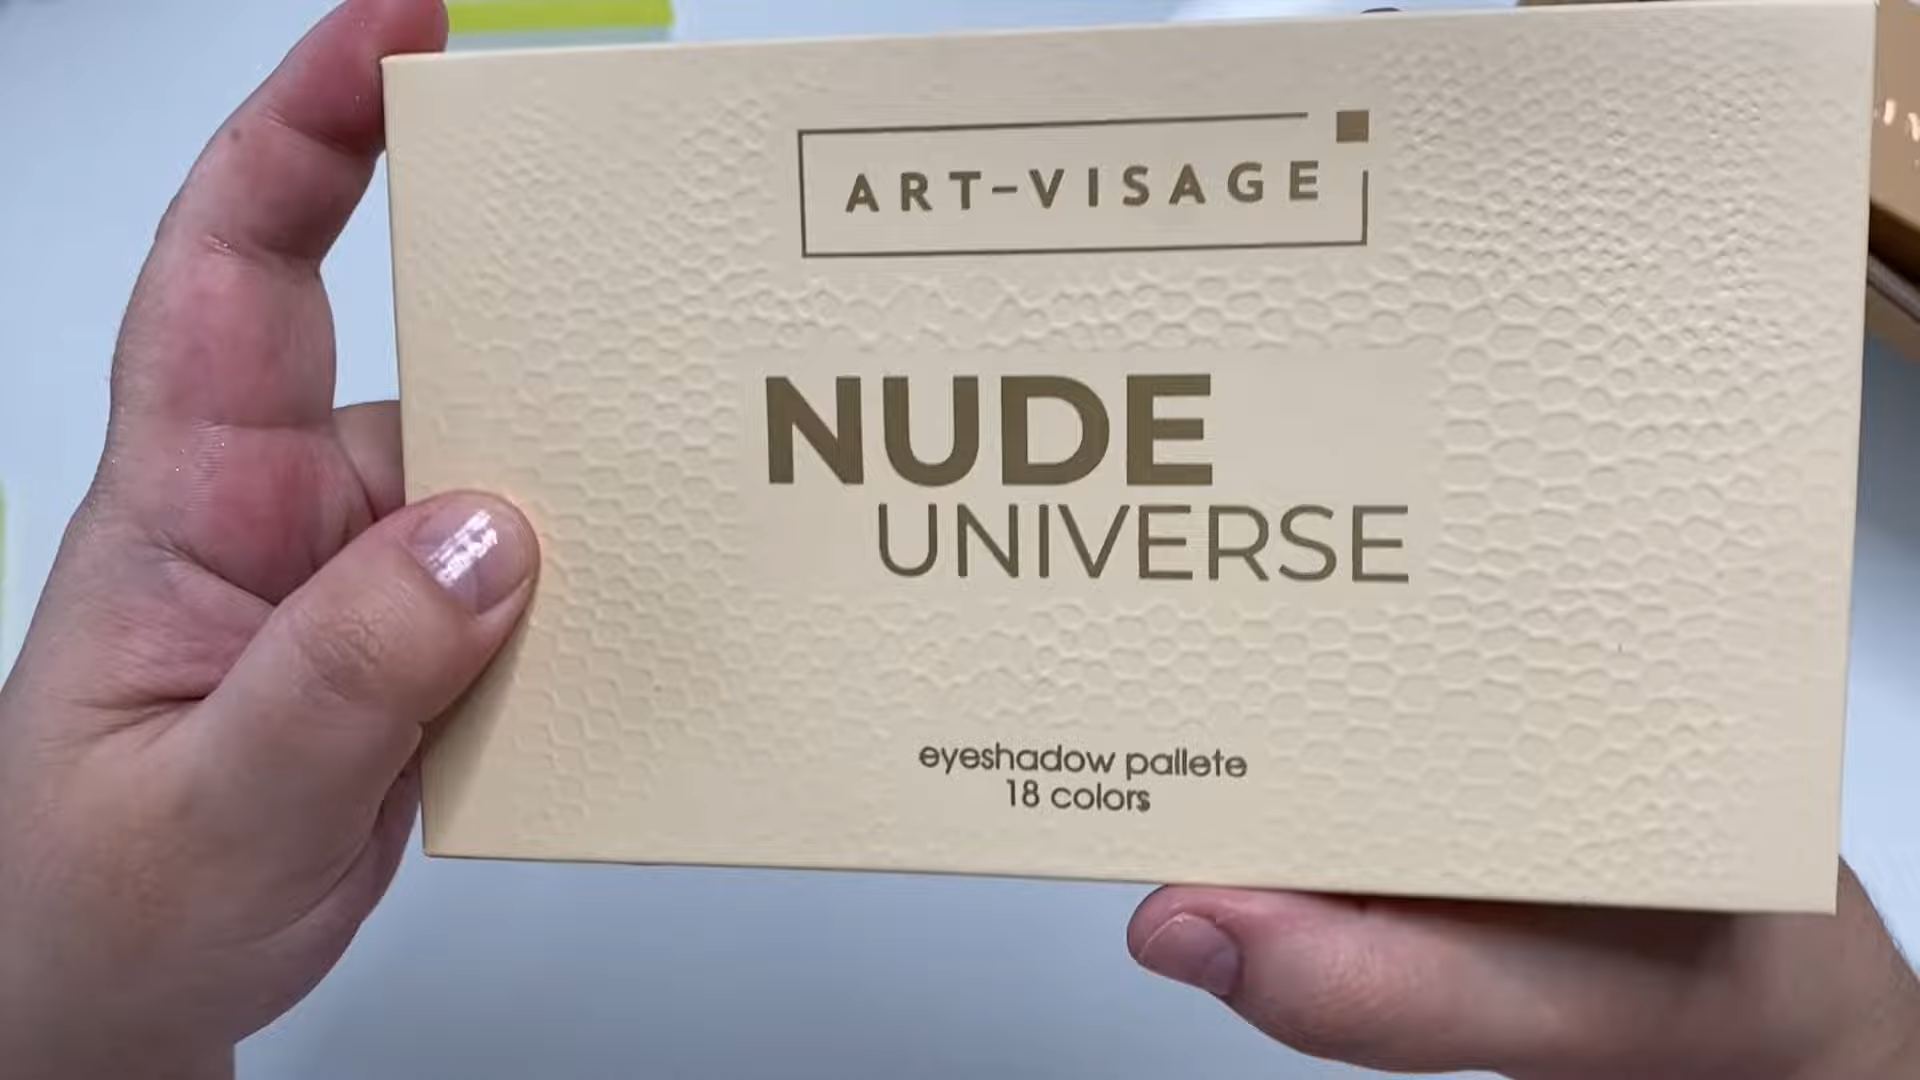 ART-VISAGE
NUDE
UNIVERSE
eyeshadow pallete
18 colors